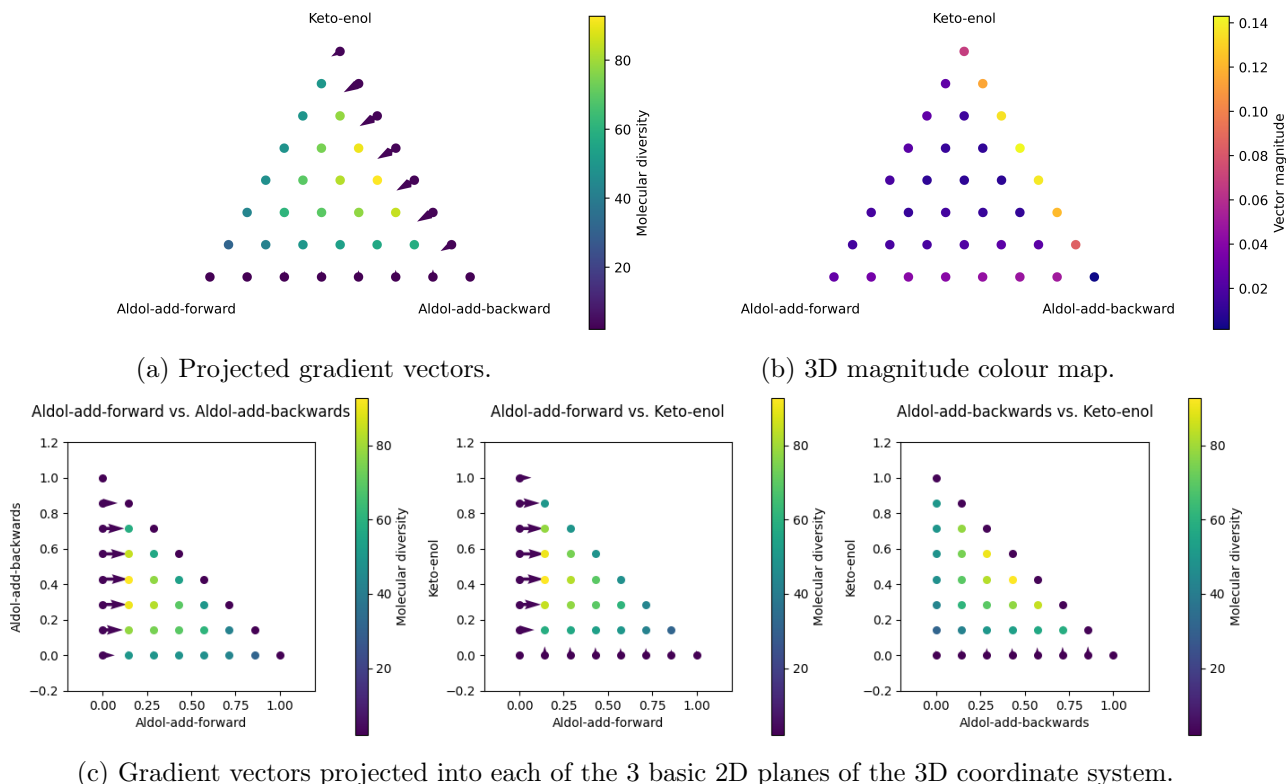 Keto-enol
80
60
40
20
Molecular diversity
Aldol-add-forward
Aldol-add-backward
(a) Projected gradient vectors.
Keto-enol
0.14
0.12
0.10
0.08
0.06
0.04
0.02
Vector magnitude
Aldol-add-forward
Aldol-add-backward
(b) 3D magnitude colour map.
Aldol-add-forward vs. Aldol-add-backwards
1.2
1.0
0.8
0.6
0.4
0.2
0.0
−0.2
Aldol-add-backwards
0.00 0.25 0.50 0.75 1.00
Aldol-add-forward
80
60
40
20
Molecular diversity
Aldol-add-forward vs. Keto-enol
1.2
1.0
0.8
0.6
0.4
0.2
0.0
−0.2
Keto-enol
0.00 0.25 0.50 0.75 1.00
Aldol-add-forward
80
60
40
20
Molecular diversity
Aldol-add-backwards vs. Keto-enol
1.2
1.0
0.8
0.6
0.4
0.2
0.0
−0.2
Keto-enol
0.00 0.25 0.50 0.75 1.00
Aldol-add-backwards
80
60
40
20
Molecular diversity
(c) Gradient vectors projected into each of the 3 basic 2D planes of the 3D coordinate system.